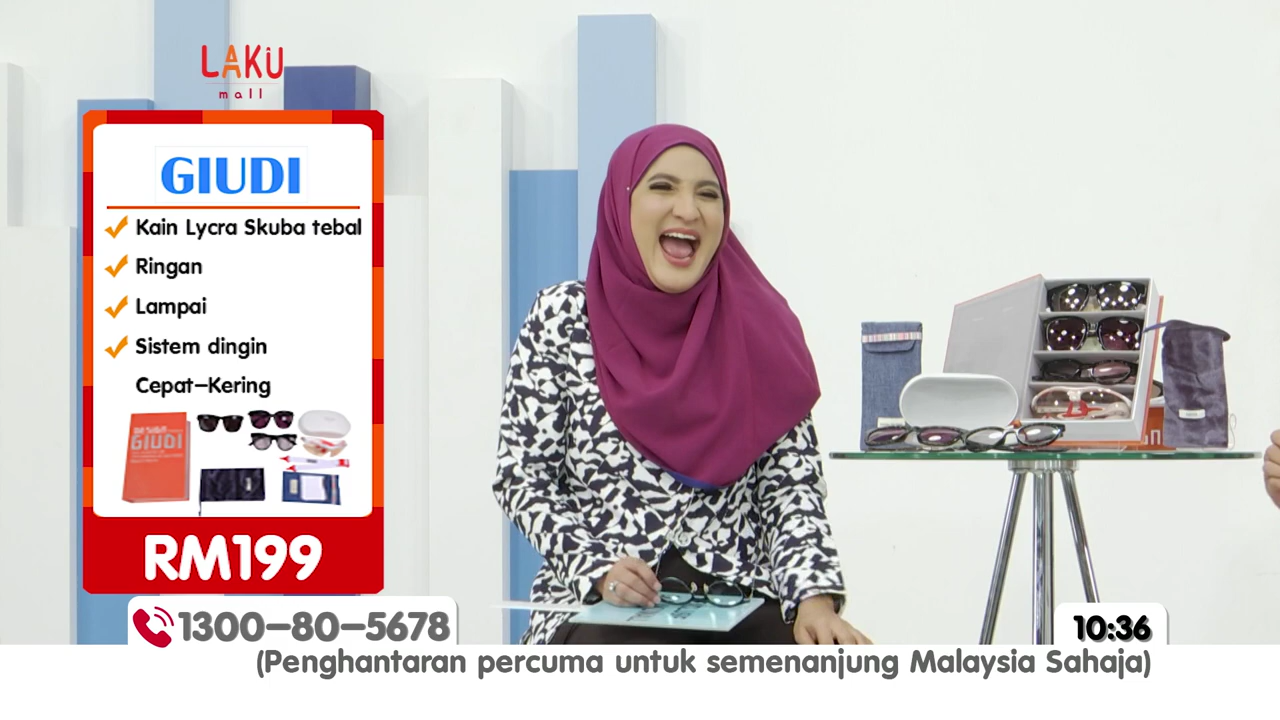 LAKU
mall
GIUDI
Kain Lycra Skuba tebal
Ringan
Lampai
Sistem dingin
Cepat-Kering
DESIGN
GIUDI
RM199
1300-80-5678
10:36
(Penghantaran percuma untuk semenanjung Malaysia Sahaja)